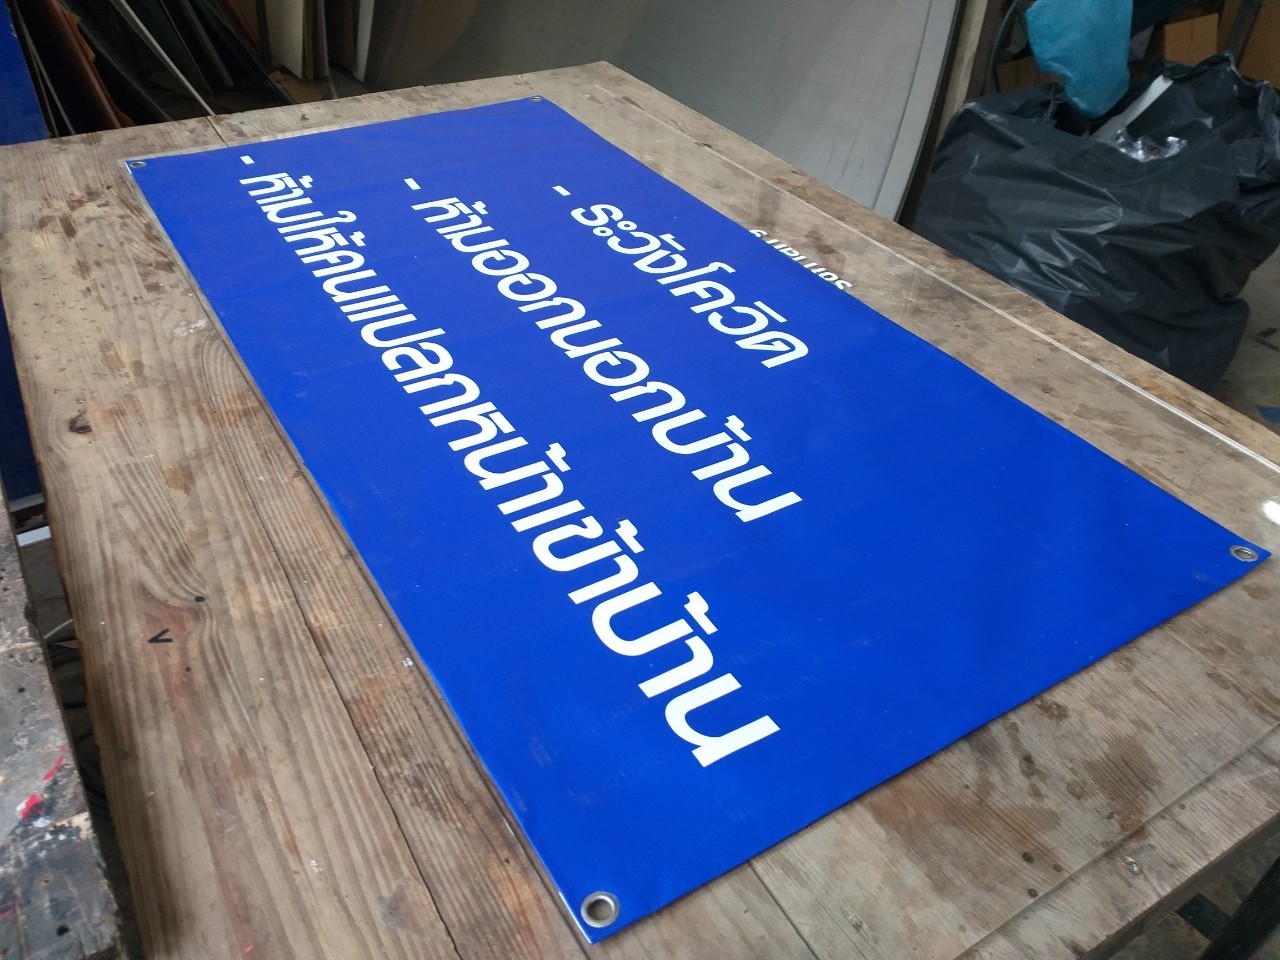 - ระวังโควิด
- ห้ามออกนอกบ้าน
- ห้ามให้คนแปลกหน้าเข้าบ้าน